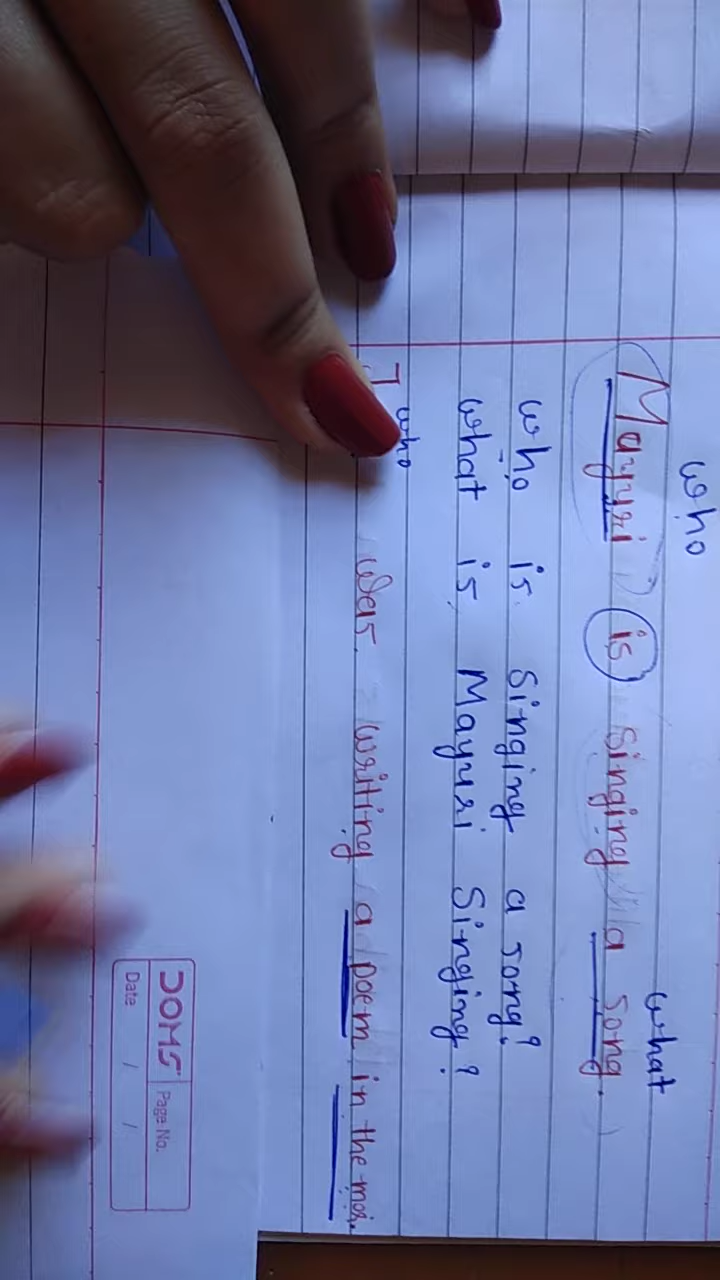 who what
Mayuri is singing a song.
who is singing a song?
what is Mayuri Singing?
who
I was writing a poem in the mor.
DOMS Page No.
Date / /